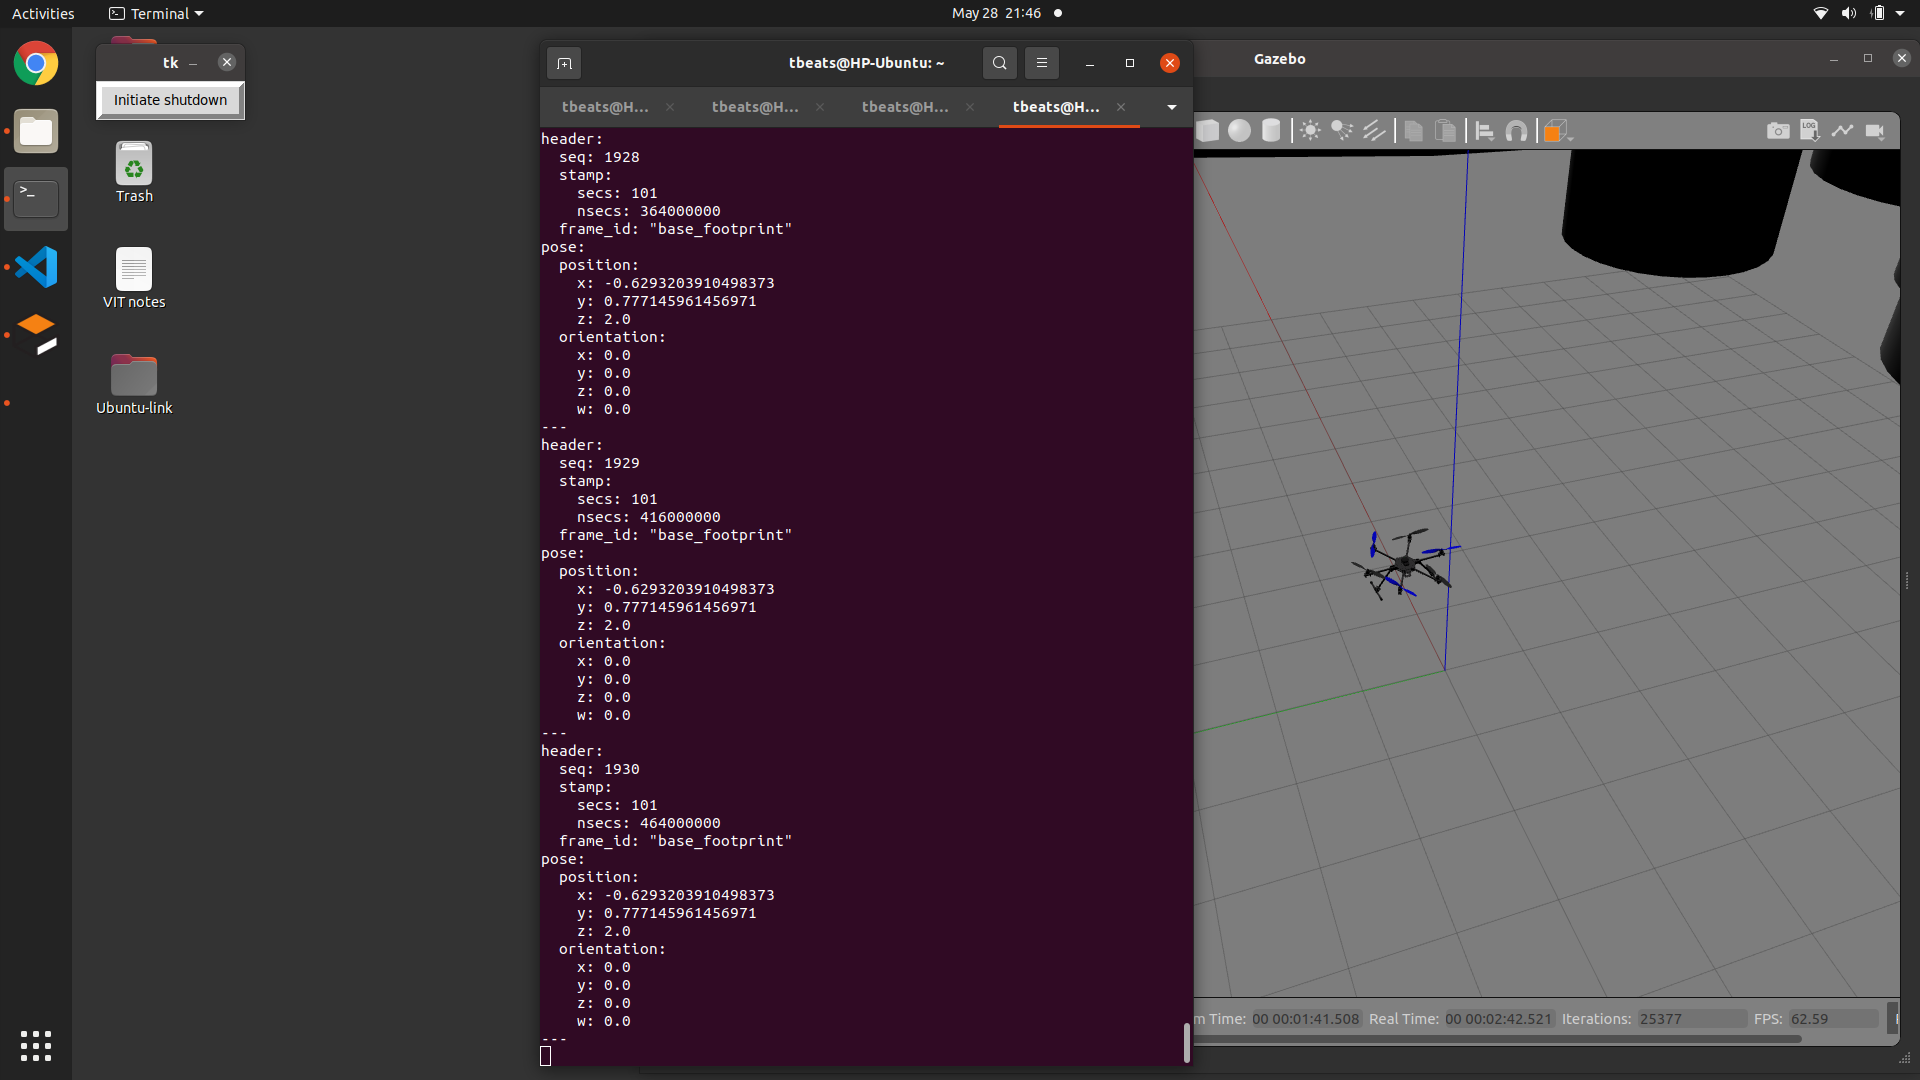 Activities
Terminal
May 28 21:46
tk
Initiate shutdown
Trash
VIT notes
Ubuntu-link
tbeats@HP-Ubuntu: ~
tbeats@H...
tbeats@H...
tbeats@H...
tbeats@H...
header:
seq: 1928
stamp:
secs: 101
nsecs: 364000000
frame_id: "base_footprint"
pose:
position:
x: -0.6293203910498373
y: 0.777145961456971
z: 2.0
orientation:
x: 0.0
y: 0.0
z: 0.0
w: 0.0
---
header:
seq: 1929
stamp:
secs: 101
nsecs: 416000000
frame_id: "base_footprint"
pose:
position:
x: -0.6293203910498373
y: 0.777145961456971
z: 2.0
orientation:
x: 0.0
y: 0.0
z: 0.0
w: 0.0
---
header:
seq: 1930
stamp:
secs: 101
nsecs: 464000000
frame_id: "base_footprint"
pose:
position:
x: -0.6293203910498373
y: 0.777145961456971
z: 2.0
orientation:
x: 0.0
y: 0.0
z: 0.0
w: 0.0
---
Gazebo
LOG
m Time: 00 00:01:41.508 Real Time: 00 00:02:42.521 Iterations: 25377 FPS: 62.59